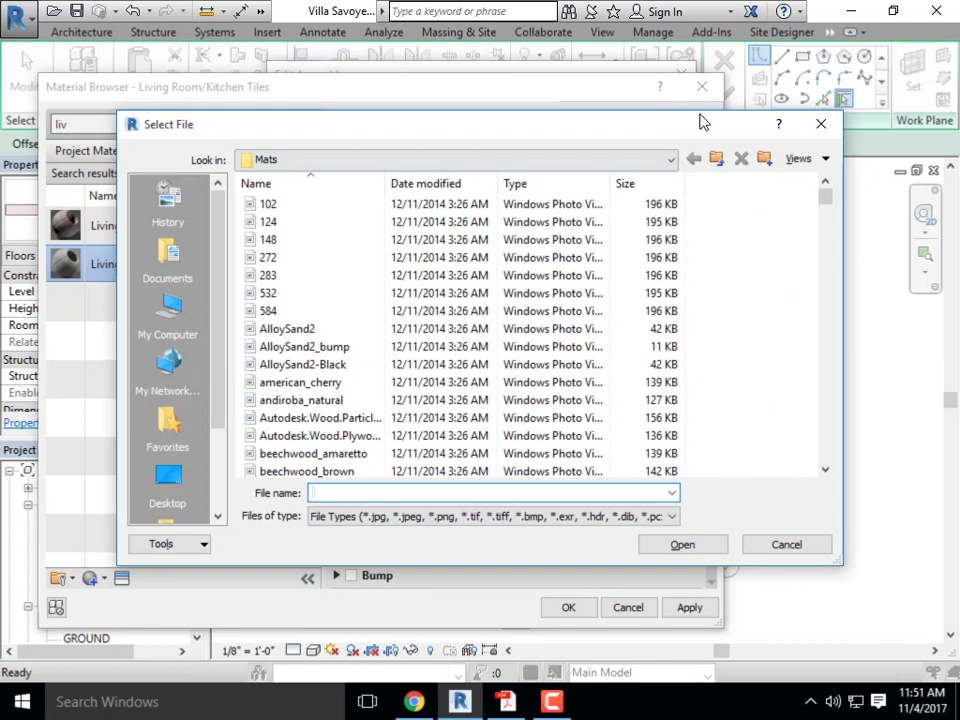 Villa Savoye...
Type a keyword or phrase
Sign In
Architecture Structure Systems Insert Annotate Analyze Massing & Site Collaborate View Manage Add-Ins Site Designer
Modi
Set
Select
Work Plane
Offse
Properti
Floors
Constra
Level
Heigh
Room
Relate
Structu
Struct
Enable
Dimen
Propert
Project
GROUND
Material Browser - Living Room/Kitchen Tiles
liv
Project Mate
Search results
Name
Livin
Livin
Bump
OK Cancel Apply
Select File
Look in: Mats Views
History
Documents
My Computer
My Network...
Favorites
Desktop
Name Date modified Type Size
102 12/11/2014 3:26 AM Windows Photo Vi... 196 KB
124 12/11/2014 3:26 AM Windows Photo Vi... 195 KB
148 12/11/2014 3:26 AM Windows Photo Vi... 196 KB
272 12/11/2014 3:26 AM Windows Photo Vi... 196 KB
283 12/11/2014 3:26 AM Windows Photo Vi... 196 KB
532 12/11/2014 3:26 AM Windows Photo Vi... 195 KB
584 12/11/2014 3:26 AM Windows Photo Vi... 196 KB
AlloySand2 12/11/2014 3:26 AM Windows Photo Vi... 42 KB
AlloySand2_bump 12/11/2014 3:26 AM Windows Photo Vi... 11 KB
AlloySand2-Black 12/11/2014 3:26 AM Windows Photo Vi... 42 KB
american_cherry 12/11/2014 3:26 AM Windows Photo Vi... 139 KB
andiroba_natural 12/11/2014 3:26 AM Windows Photo Vi... 127 KB
Autodesk.Wood.Particl... 12/11/2014 3:26 AM Windows Photo Vi... 156 KB
Autodesk.Wood.Plywo... 12/11/2014 3:26 AM Windows Photo Vi... 136 KB
beechwood_amaretto 12/11/2014 3:26 AM Windows Photo Vi... 139 KB
beechwood_brown 12/11/2014 3:26 AM Windows Photo Vi... 142 KB
File name:
Files of type: File Types (*.jpg, *.jpeg, *.png, *.tif, *.tiff, *.bmp, *.exr, *.hdr, *.dib, *.pc:
Tools Open Cancel
1/8" = 1'-0"
Ready :0 Main Model
Search Windows
11:51 AM
11/4/2017